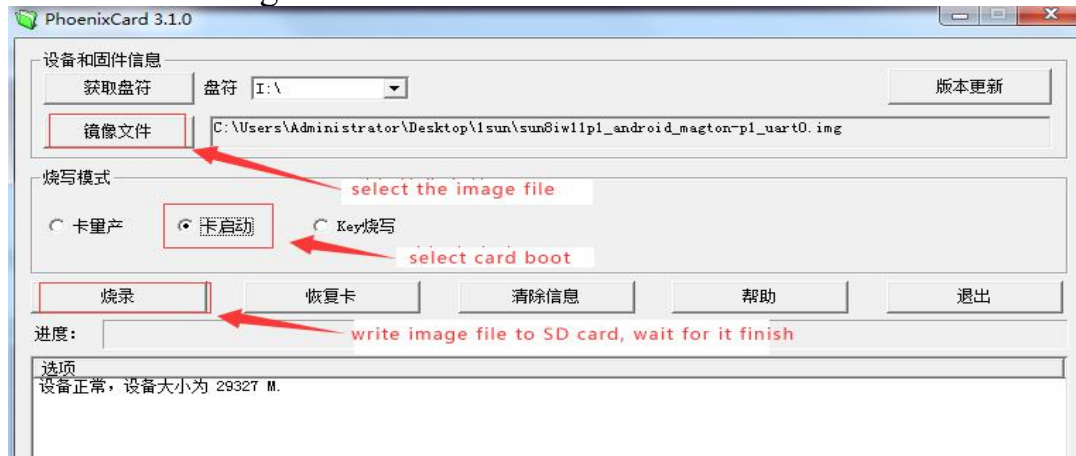 PhoenixCard 3.1.0
设备和固件信息
获取盘符 盘符 I:\ 版本更新
镜像文件 C:\Users\Administrator\Desktop\1sun\sun8iw11p1_android_magton-p1_uart0.img
select the image file
烧写模式
卡量产 卡启动 Key烧写
select card boot
烧录 恢复卡 清除信息 帮助 退出
write image file to SD card, wait for it finish
进度:
选项
设备正常，设备大小为 29327 M.